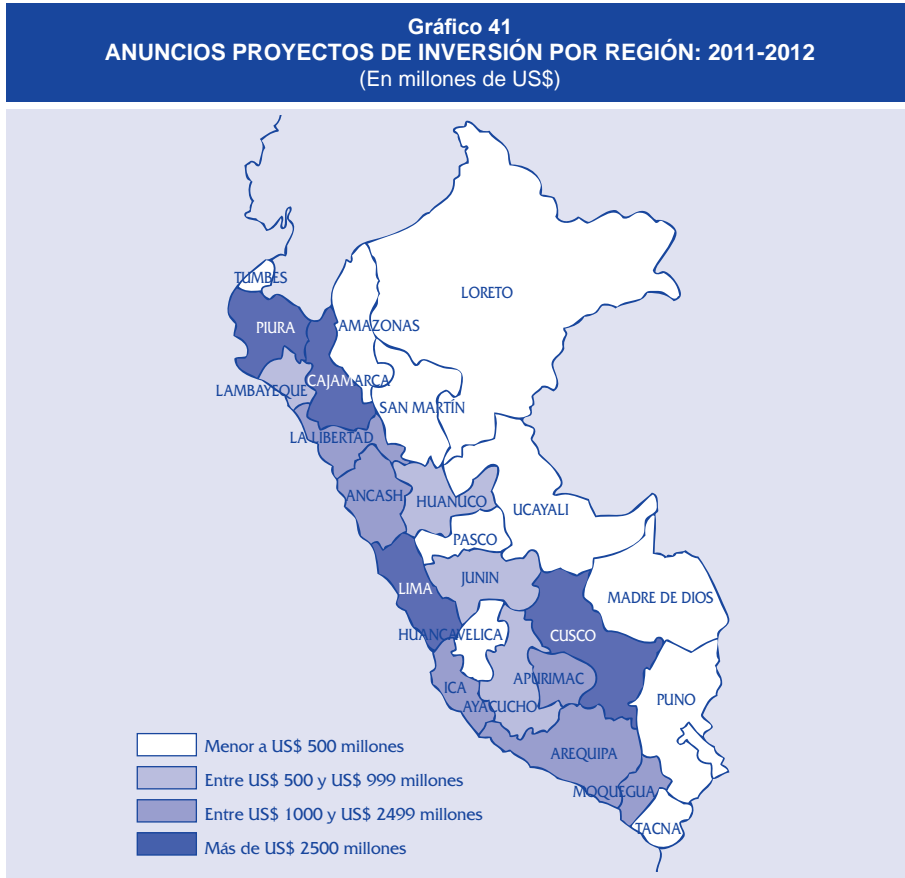 Gráfico 41
ANUNCIOS PROYECTOS DE INVERSIÓN POR REGIÓN: 2011-2012
(En millones de US$)
TUMBES
LORETO
PIURA
AMAZONAS
CAJAMARCA
LAMBAYEQUE
SAN MARTÍN
LA LIBERTAD
ANCASH
HUANUCO
UCAYALI
PASCO
JUNIN
LIMA
MADRE DE DIOS
HUANCAVELICA
CUSCO
APURIMAC
ICA
PUNO
AYACUCHO
AREQUIPA
MOQUEGUA
TACNA
Menor a US$ 500 millones
Entre US$ 500 y US$ 999 millones
Entre US$ 1000 y US$ 2499 millones
Más de US$ 2500 millones